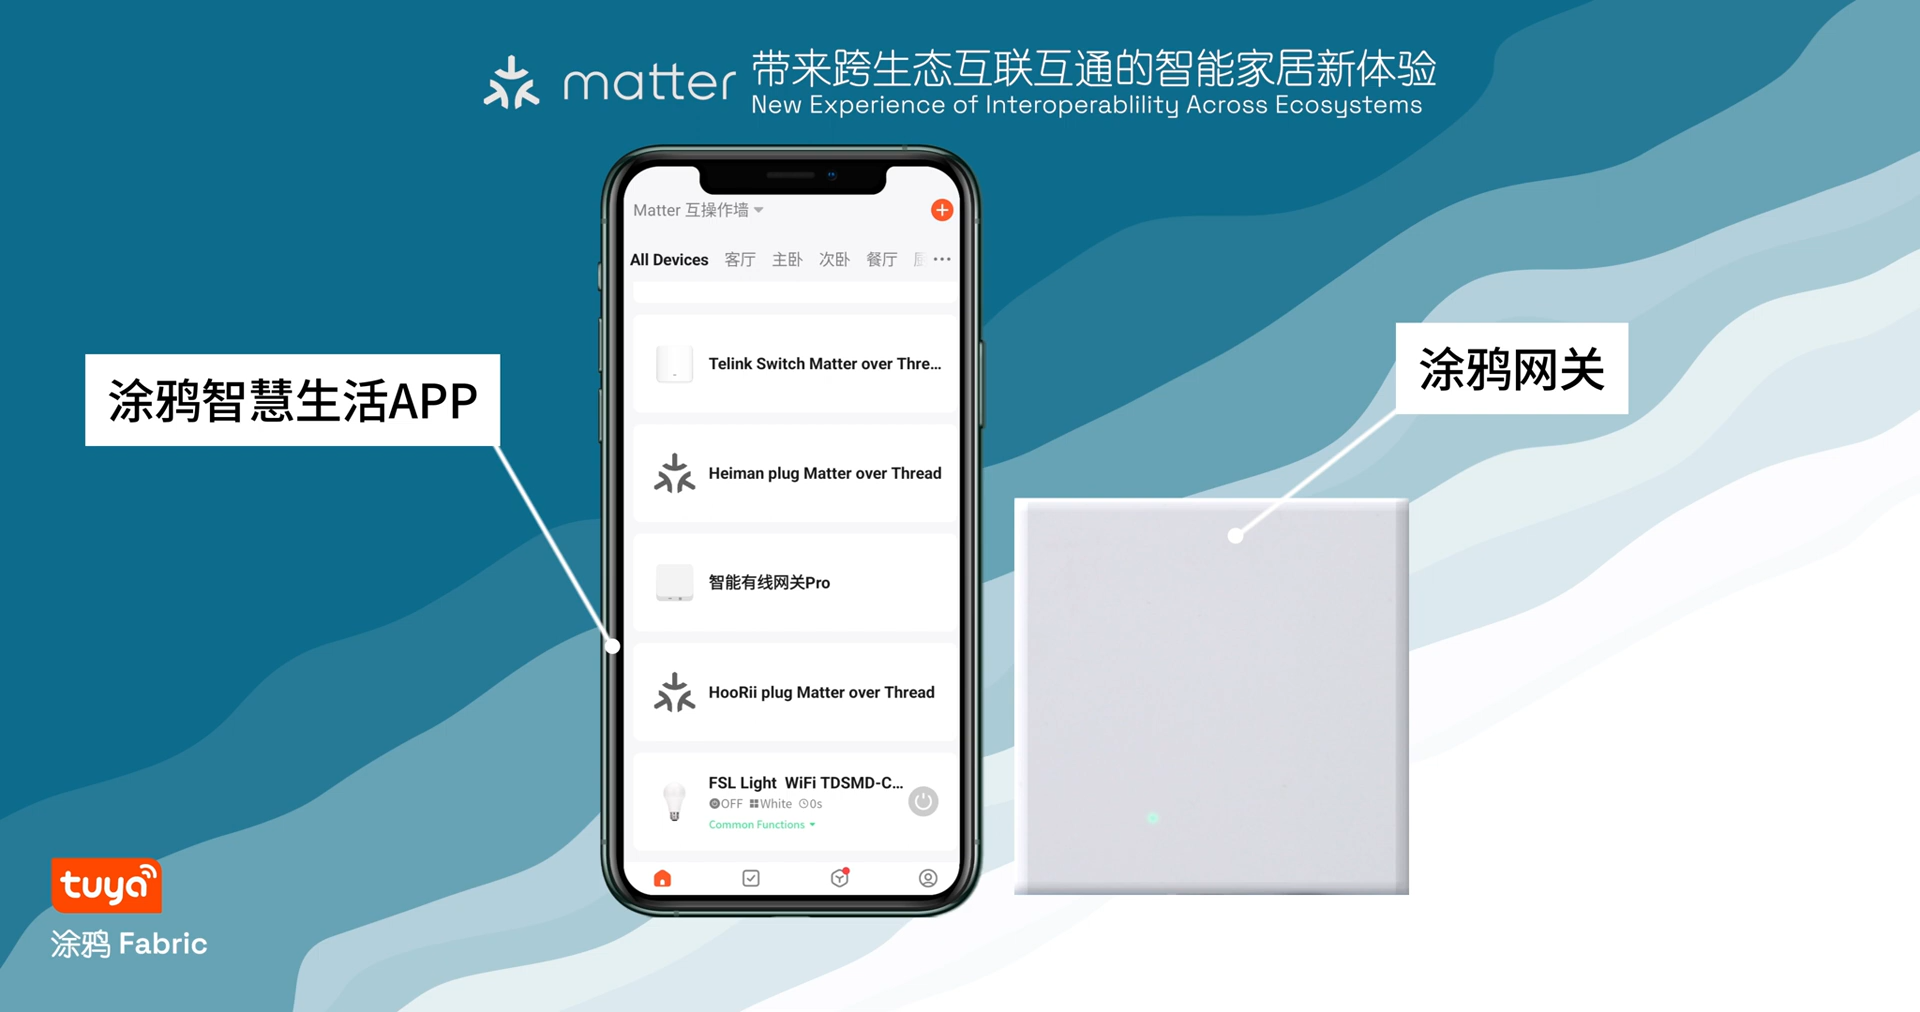 matter 带来跨生态互联互通的智能家居新体验
New Experience of Interoperablility Across Ecosystems
Matter 互操作墙
All Devices 客厅 主卧 次卧 餐厅
Telink Switch Matter over Thre...
涂鸦智慧生活APP
涂鸦网关
Heiman plug Matter over Thread
智能有线网关Pro
HooRii plug Matter over Thread
FSL Light WiFi TDSMD-C...
OFF White 0s
Common Functions
tuya
涂鸦 Fabric